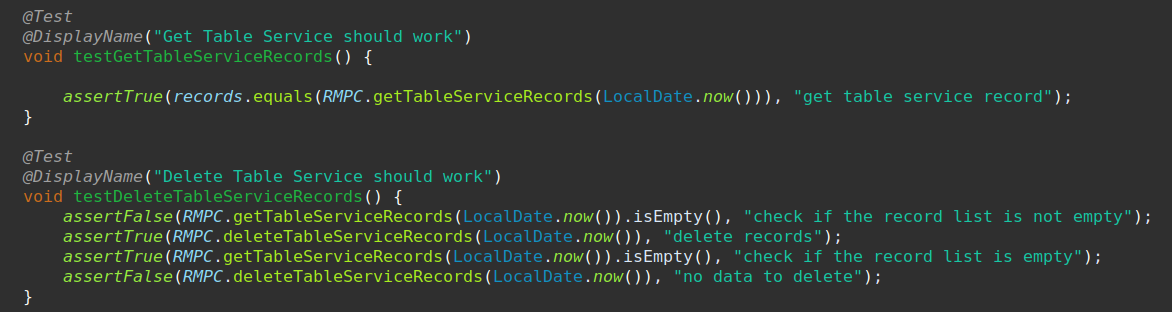 @Test
@DisplayName("Get Table Service should work")
void testGetTableServiceRecords() {
assertTrue(records.equals(RMPC.getTableServiceRecords(LocalDate.now())), "get table service record");
}
@Test
@DisplayName("Delete Table Service should work")
void testDeleteTableServiceRecords() {
assertFalse(RMPC.getTableServiceRecords(LocalDate.now()).isEmpty(), "check if the record list is not empty");
assertTrue(RMPC.deleteTableServiceRecords(LocalDate.now()), "delete records");
assertTrue(RMPC.getTableServiceRecords(LocalDate.now()).isEmpty(), "check if the record list is empty");
assertFalse(RMPC.deleteTableServiceRecords(LocalDate.now()), "no data to delete");
}